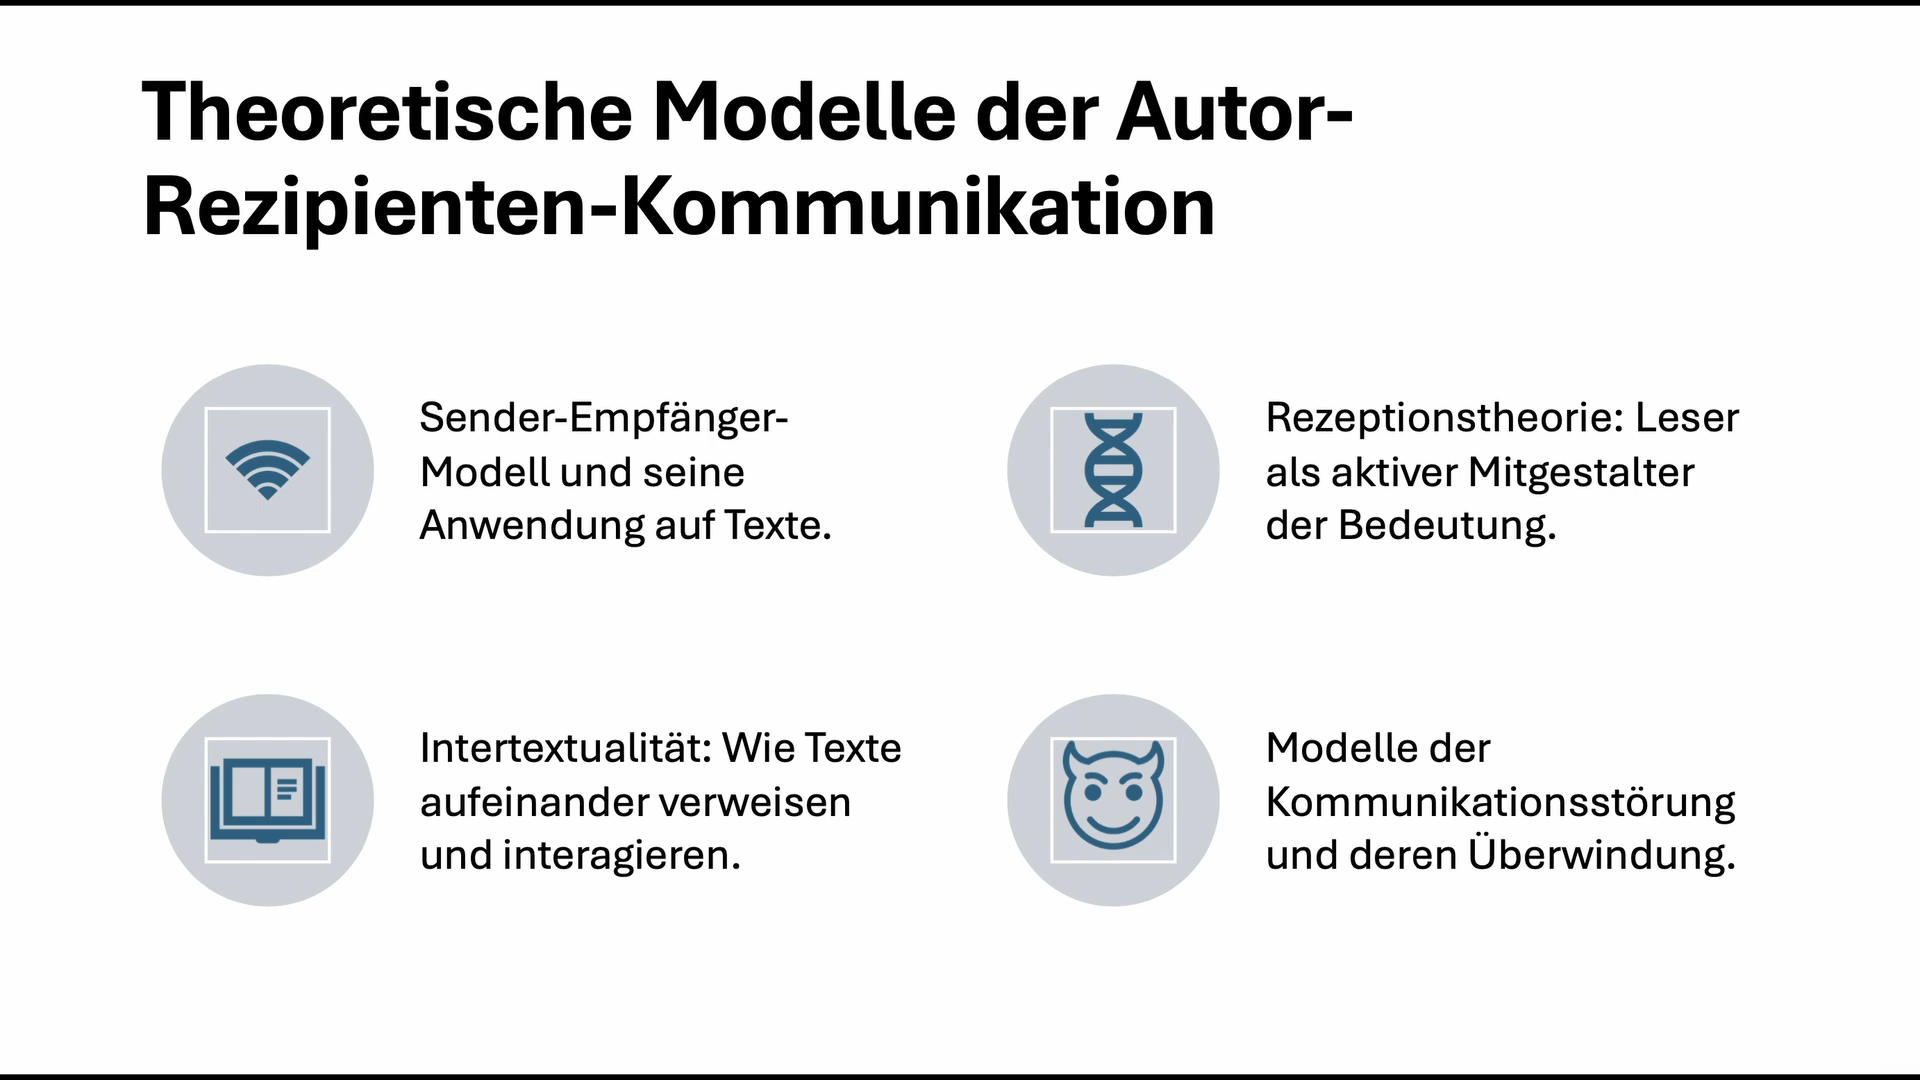 Theoretische Modelle der Autor-
Rezipienten-Kommunikation
Sender-Empfänger-
Modell und seine
Anwendung auf Texte.
Rezeptionstheorie: Leser
als aktiver Mitgestalter
der Bedeutung.
Intertextualität: Wie Texte
aufeinander verweisen
und interagieren.
Modelle der
Kommunikationsstörung
und deren Überwindung.